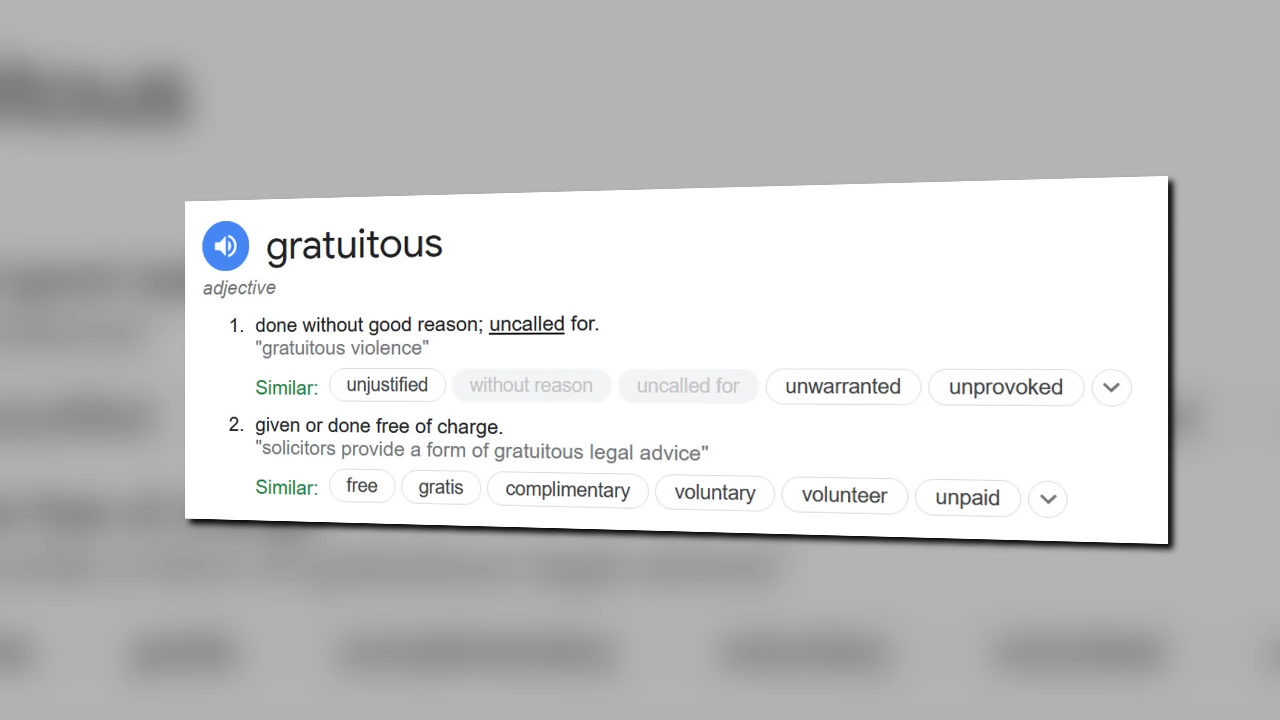 itous
gratuitous
adjective
1. done without good reason; uncalled for.
"gratuitous violence"
Similar: unjustified without reason uncalled for unwarranted unprovoked
2. given or done free of charge.
"solicitors provide a form of gratuitous legal advice"
Similar: free gratis complimentary voluntary volunteer unpaid